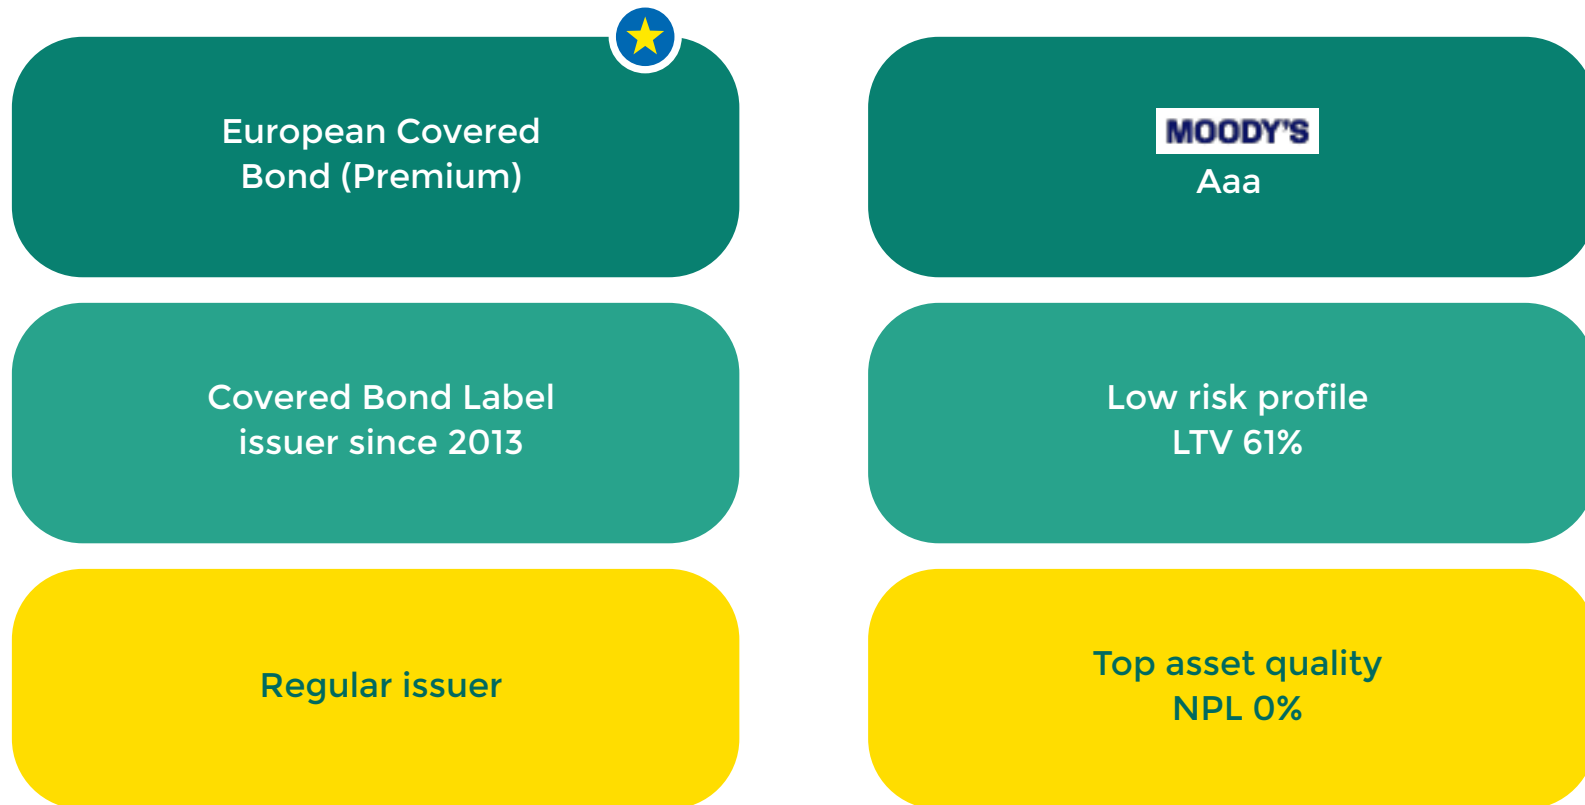 European Covered
Bond (Premium)
MOODY'S
Aaa
Covered Bond Label
issuer since 2013
Low risk profile
LTV 61%
Regular issuer
Top asset quality
NPL 0%